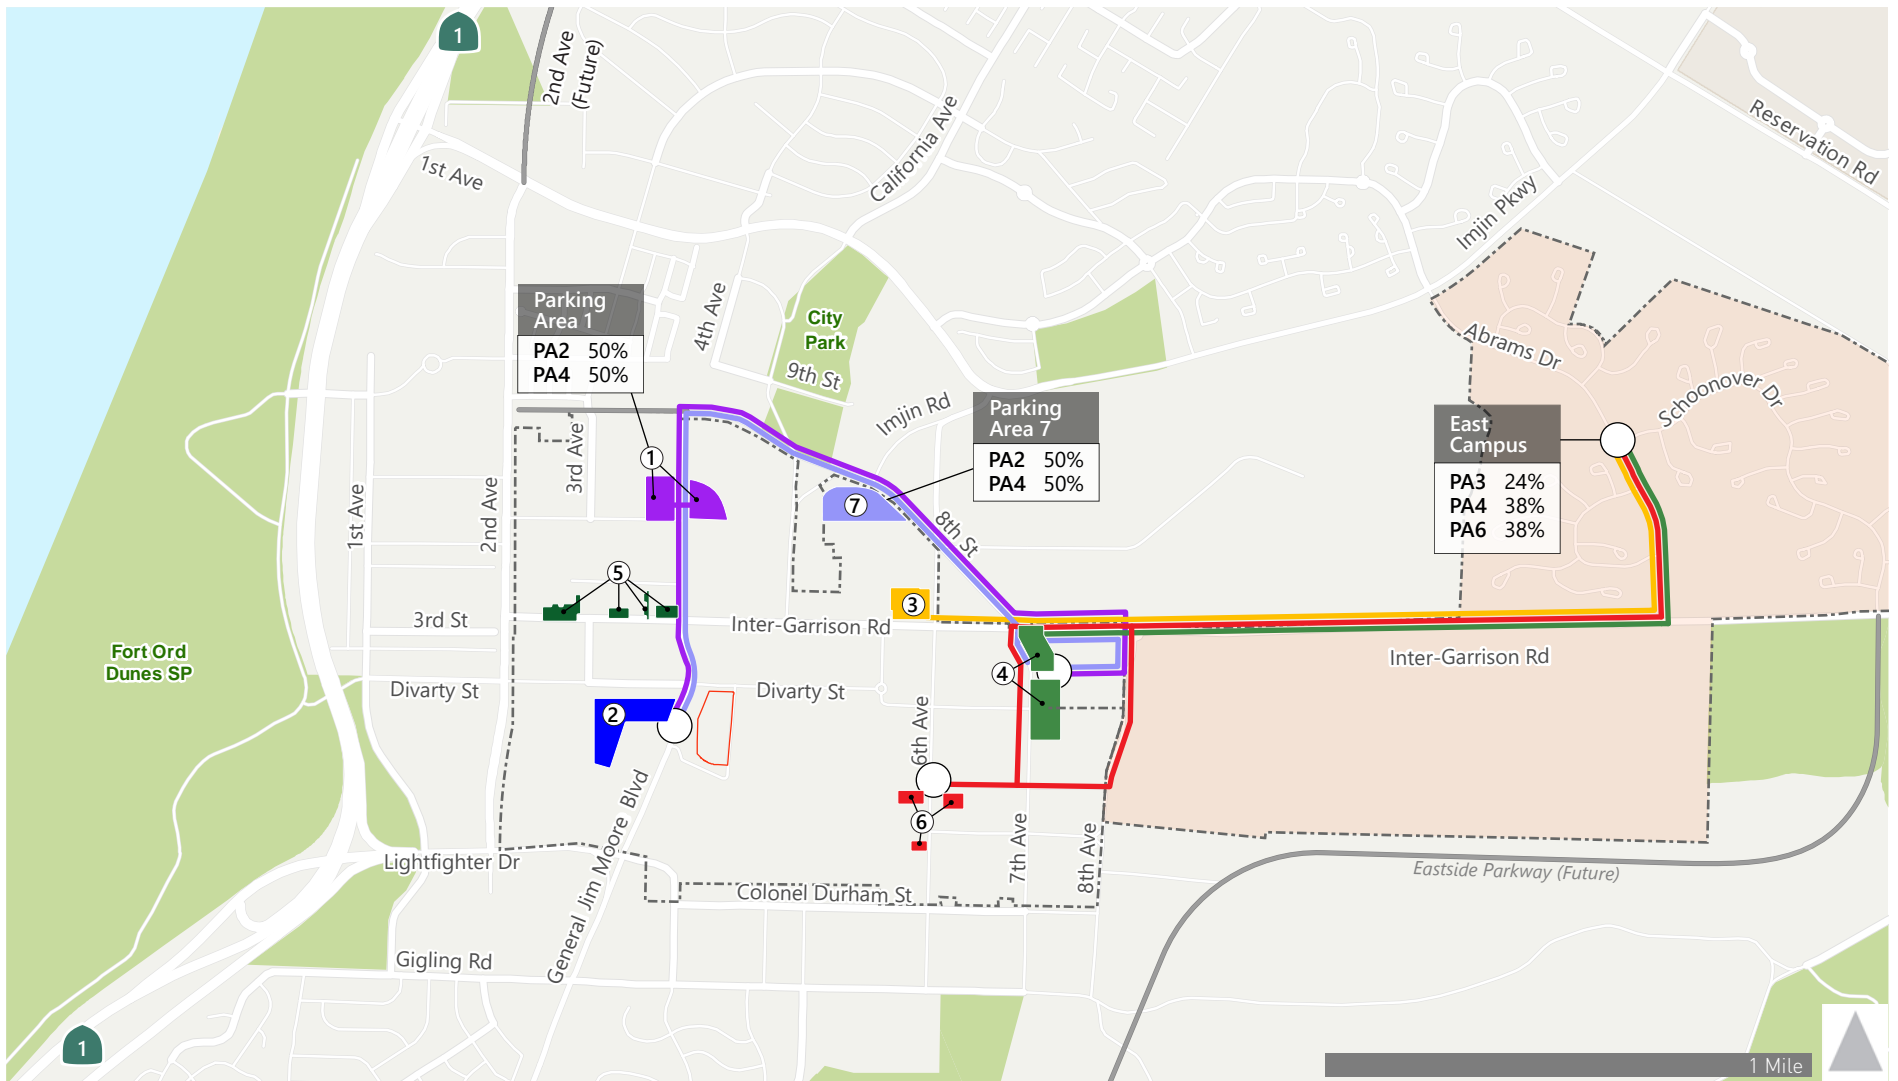 1
2nd Ave
(Future)
1st Ave
California Ave
Reservation Rd
Imjin Pkwy
Parking
Area 1
PA2 50%
PA4 50%
4th Ave
City
Park
9th St
Imjin Rd
Parking
Area 7
PA2 50%
PA4 50%
Abrams Dr
Schoonover Dr
East
Campus
PA3 24%
PA4 38%
PA6 38%
3rd Ave
1
1st Ave
2nd Ave
7
8th St
5
3
3rd St
Inter-Garrison Rd
Inter-Garrison Rd
Fort Ord
Dunes SP
Divarty St
Divarty St
4
2
6th Ave
6
General Jim Moore Blvd
7th Ave
8th Ave
Lightfighter Dr
Eastside Parkway (Future)
Colonel Durham St
Gigling Rd
1
1 Mile